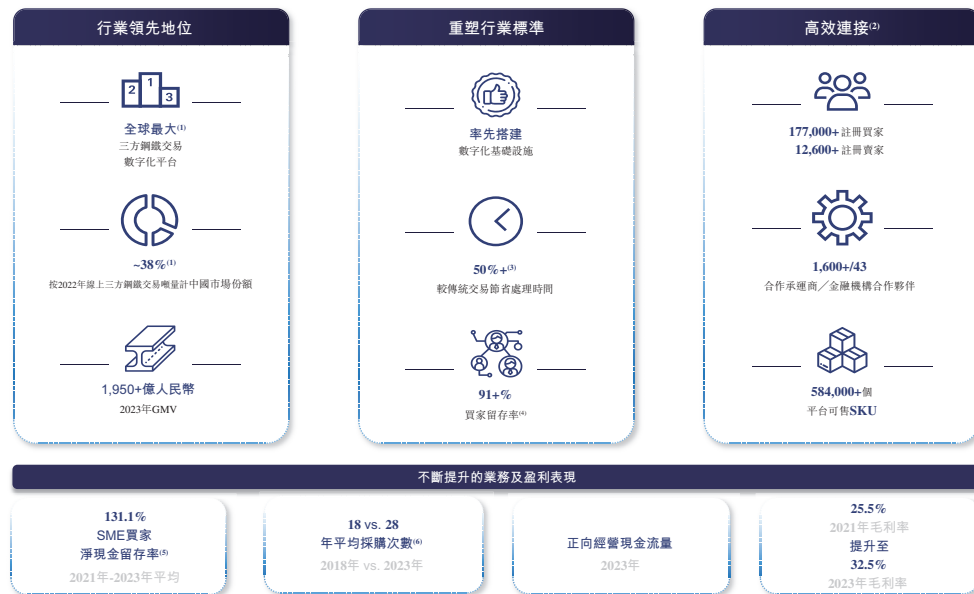 行業領先地位
1
2
3
全球最大(1)
三方鋼鐵交易
數字化平台
~38%(1)
按2022年線上三方鋼鐵交易噸量計中國市場份額
1,950+億人民幣
2023年GMV
重塑行業標準
率先搭建
數字化基礎設施
50%+(3)
較傳統交易節省處理時間
91+%
買家留存率(4)
高效連接(2)
177,000+註冊買家
12,600+註冊賣家
1,600+/43
合作承運商／金融機構合作夥伴
584,000+個
平台可售SKU
不斷提升的業務及盈利表現
131.1%
SME買家
淨現金留存率(5)
2021年-2023年平均
18 vs. 28
年平均採購次數(6)
2018年 vs. 2023年
正向經營現金流量
2023年
25.5%
2021年毛利率
提升至
32.5%
2023年毛利率